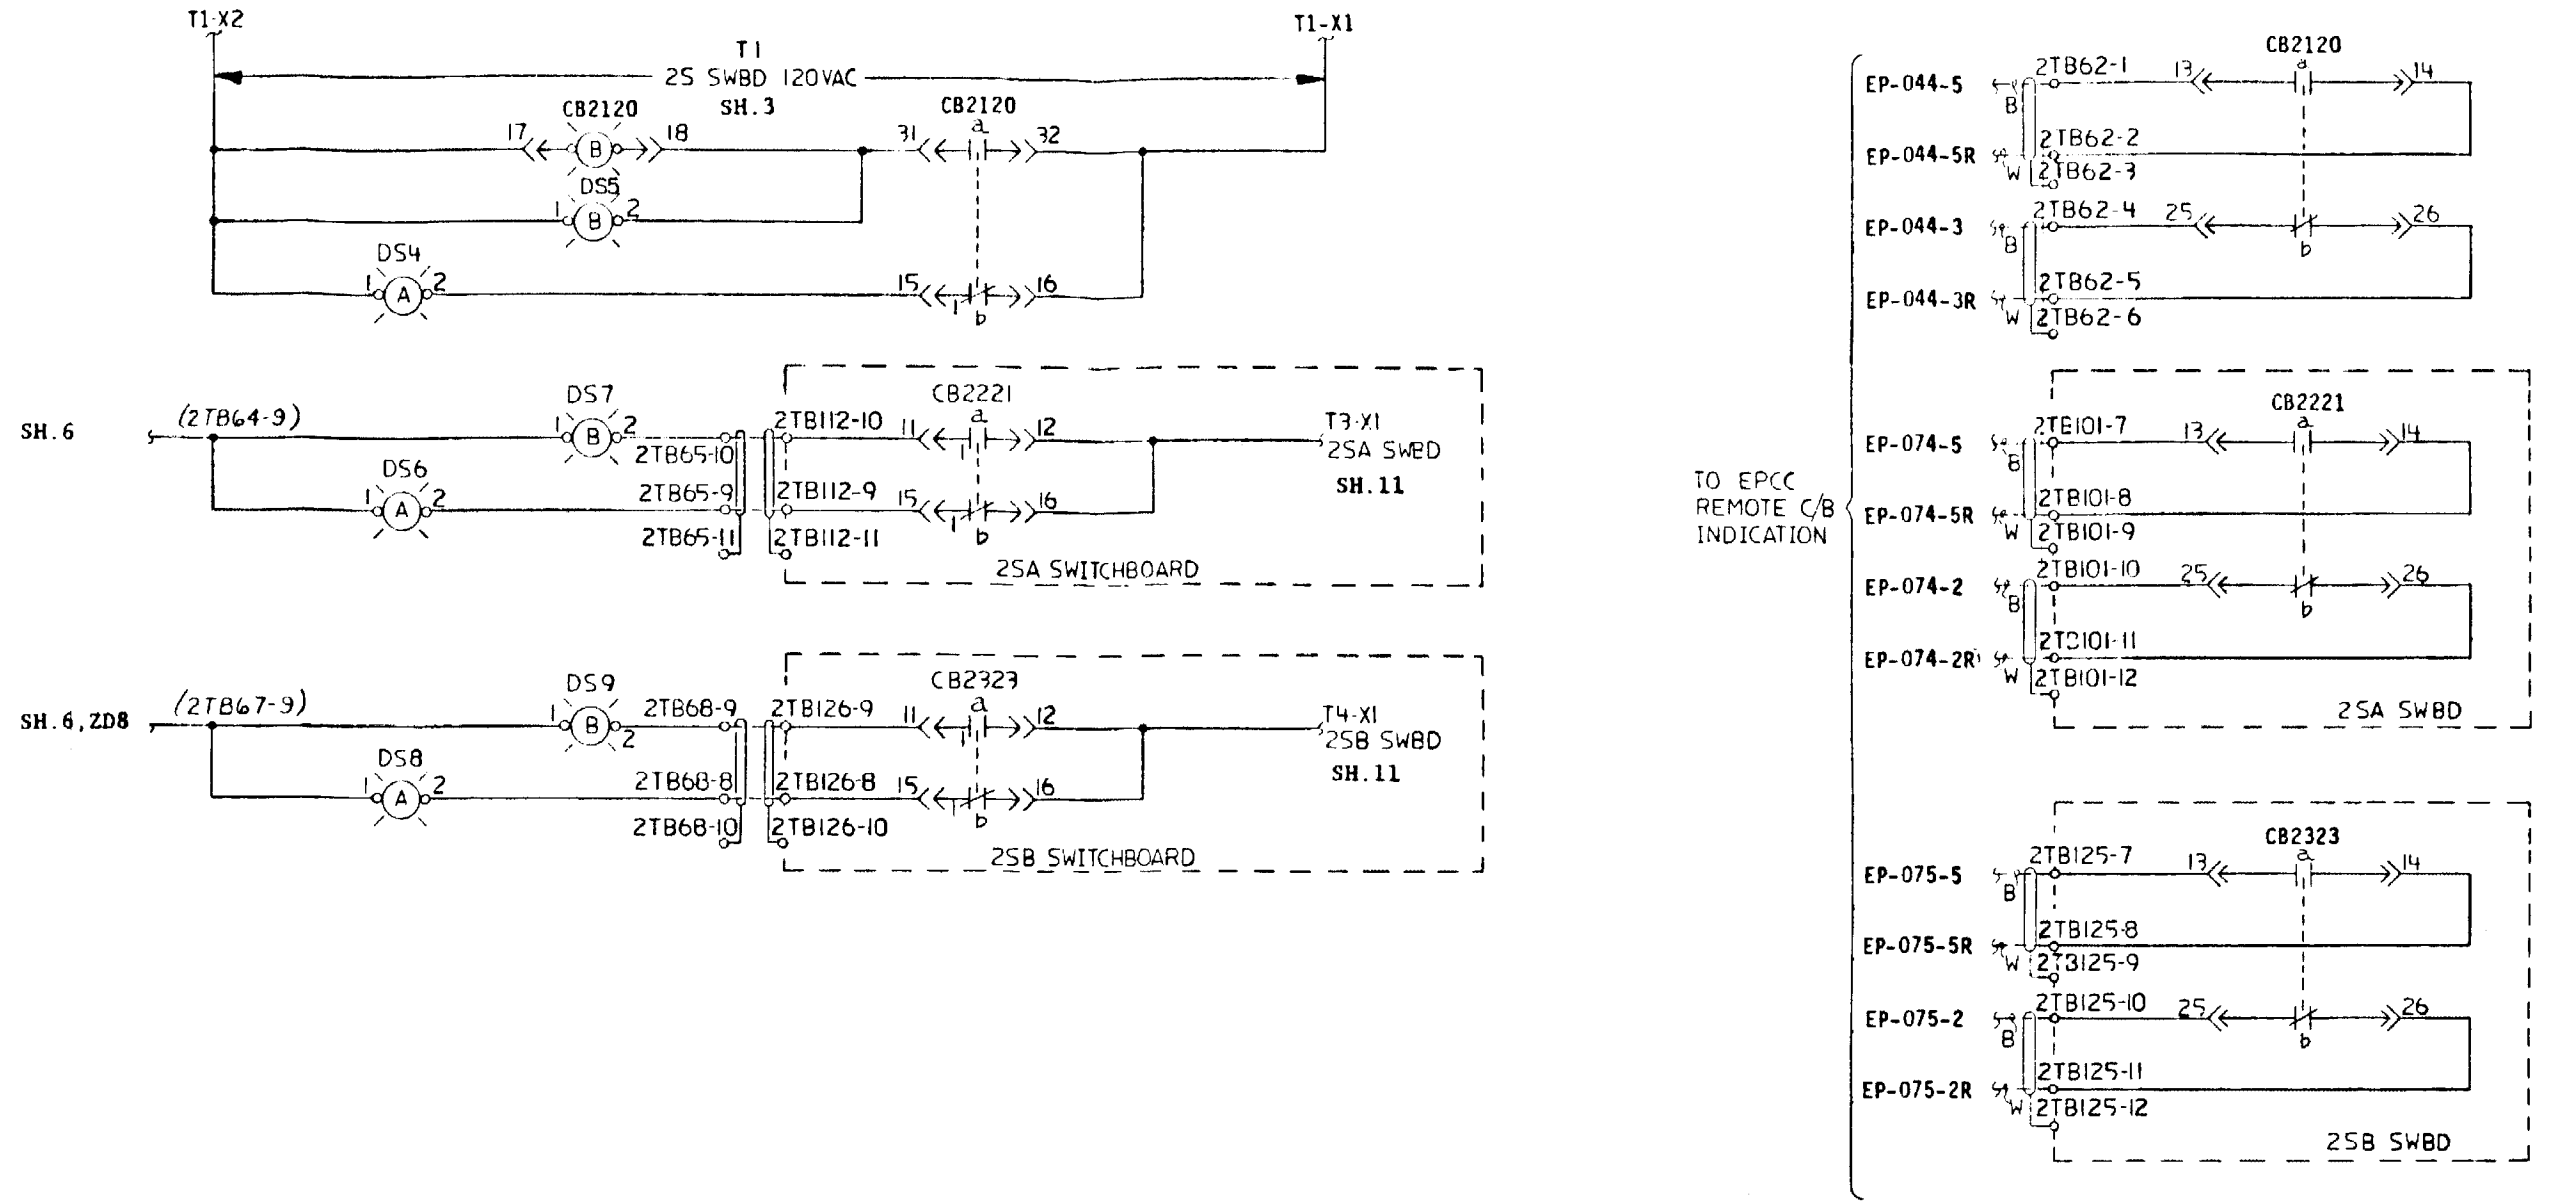 T1-X2
T1-X1
T1
2S SWBD 120VAC
SH.3
CB2120
CB2120
a
17
B
18
31
32
DS5
1
B
2
DS4
1
A
2
15
1
16
b
SH.6
(2TB64-9)
DS7
1
B
2
2TB65-10
2TB112-10
CB2221
a
11
1
12
T3-X1
2SA SWBD
SH.11
DS6
1
A
2
2TB65-9
2TB112-9
15
1
16
b
2TB65-11
2TB112-11
2SA SWITCHBOARD
SH.6,ZD8
(2TB67-9)
DS9
1
B
2
2TB68-9
2TB126-9
CB2323
a
11
1
12
T4-X1
2SB SWBD
SH.11
DS8
1
A
2
2TB68-8
2TB126-8
15
1
16
b
2TB68-10
2TB126-10
2SB SWITCHBOARD
TO EPCC
REMOTE C/B
INDICATION
CB2120
EP-044-5
B
2TB62-1
13
a
14
EP-044-5R
W
2TB62-2
2TB62-3
EP-044-3
B
2TB62-4
25
b
26
EP-044-3R
W
2TB62-5
2TB62-6
CB2221
EP-074-5
B
2TB101-7
13
a
14
EP-074-5R
W
2TB101-8
2TB101-9
EP-074-2
B
2TB101-10
25
b
26
EP-074-2R
W
2TB101-11
2TB101-12
2SA SWBD
CB2323
EP-075-5
B
2TB125-7
13
a
14
EP-075-5R
W
2TB125-8
2TB125-9
EP-075-2
B
2TB125-10
25
b
26
EP-075-2R
W
2TB125-11
2TB125-12
2SB SWBD